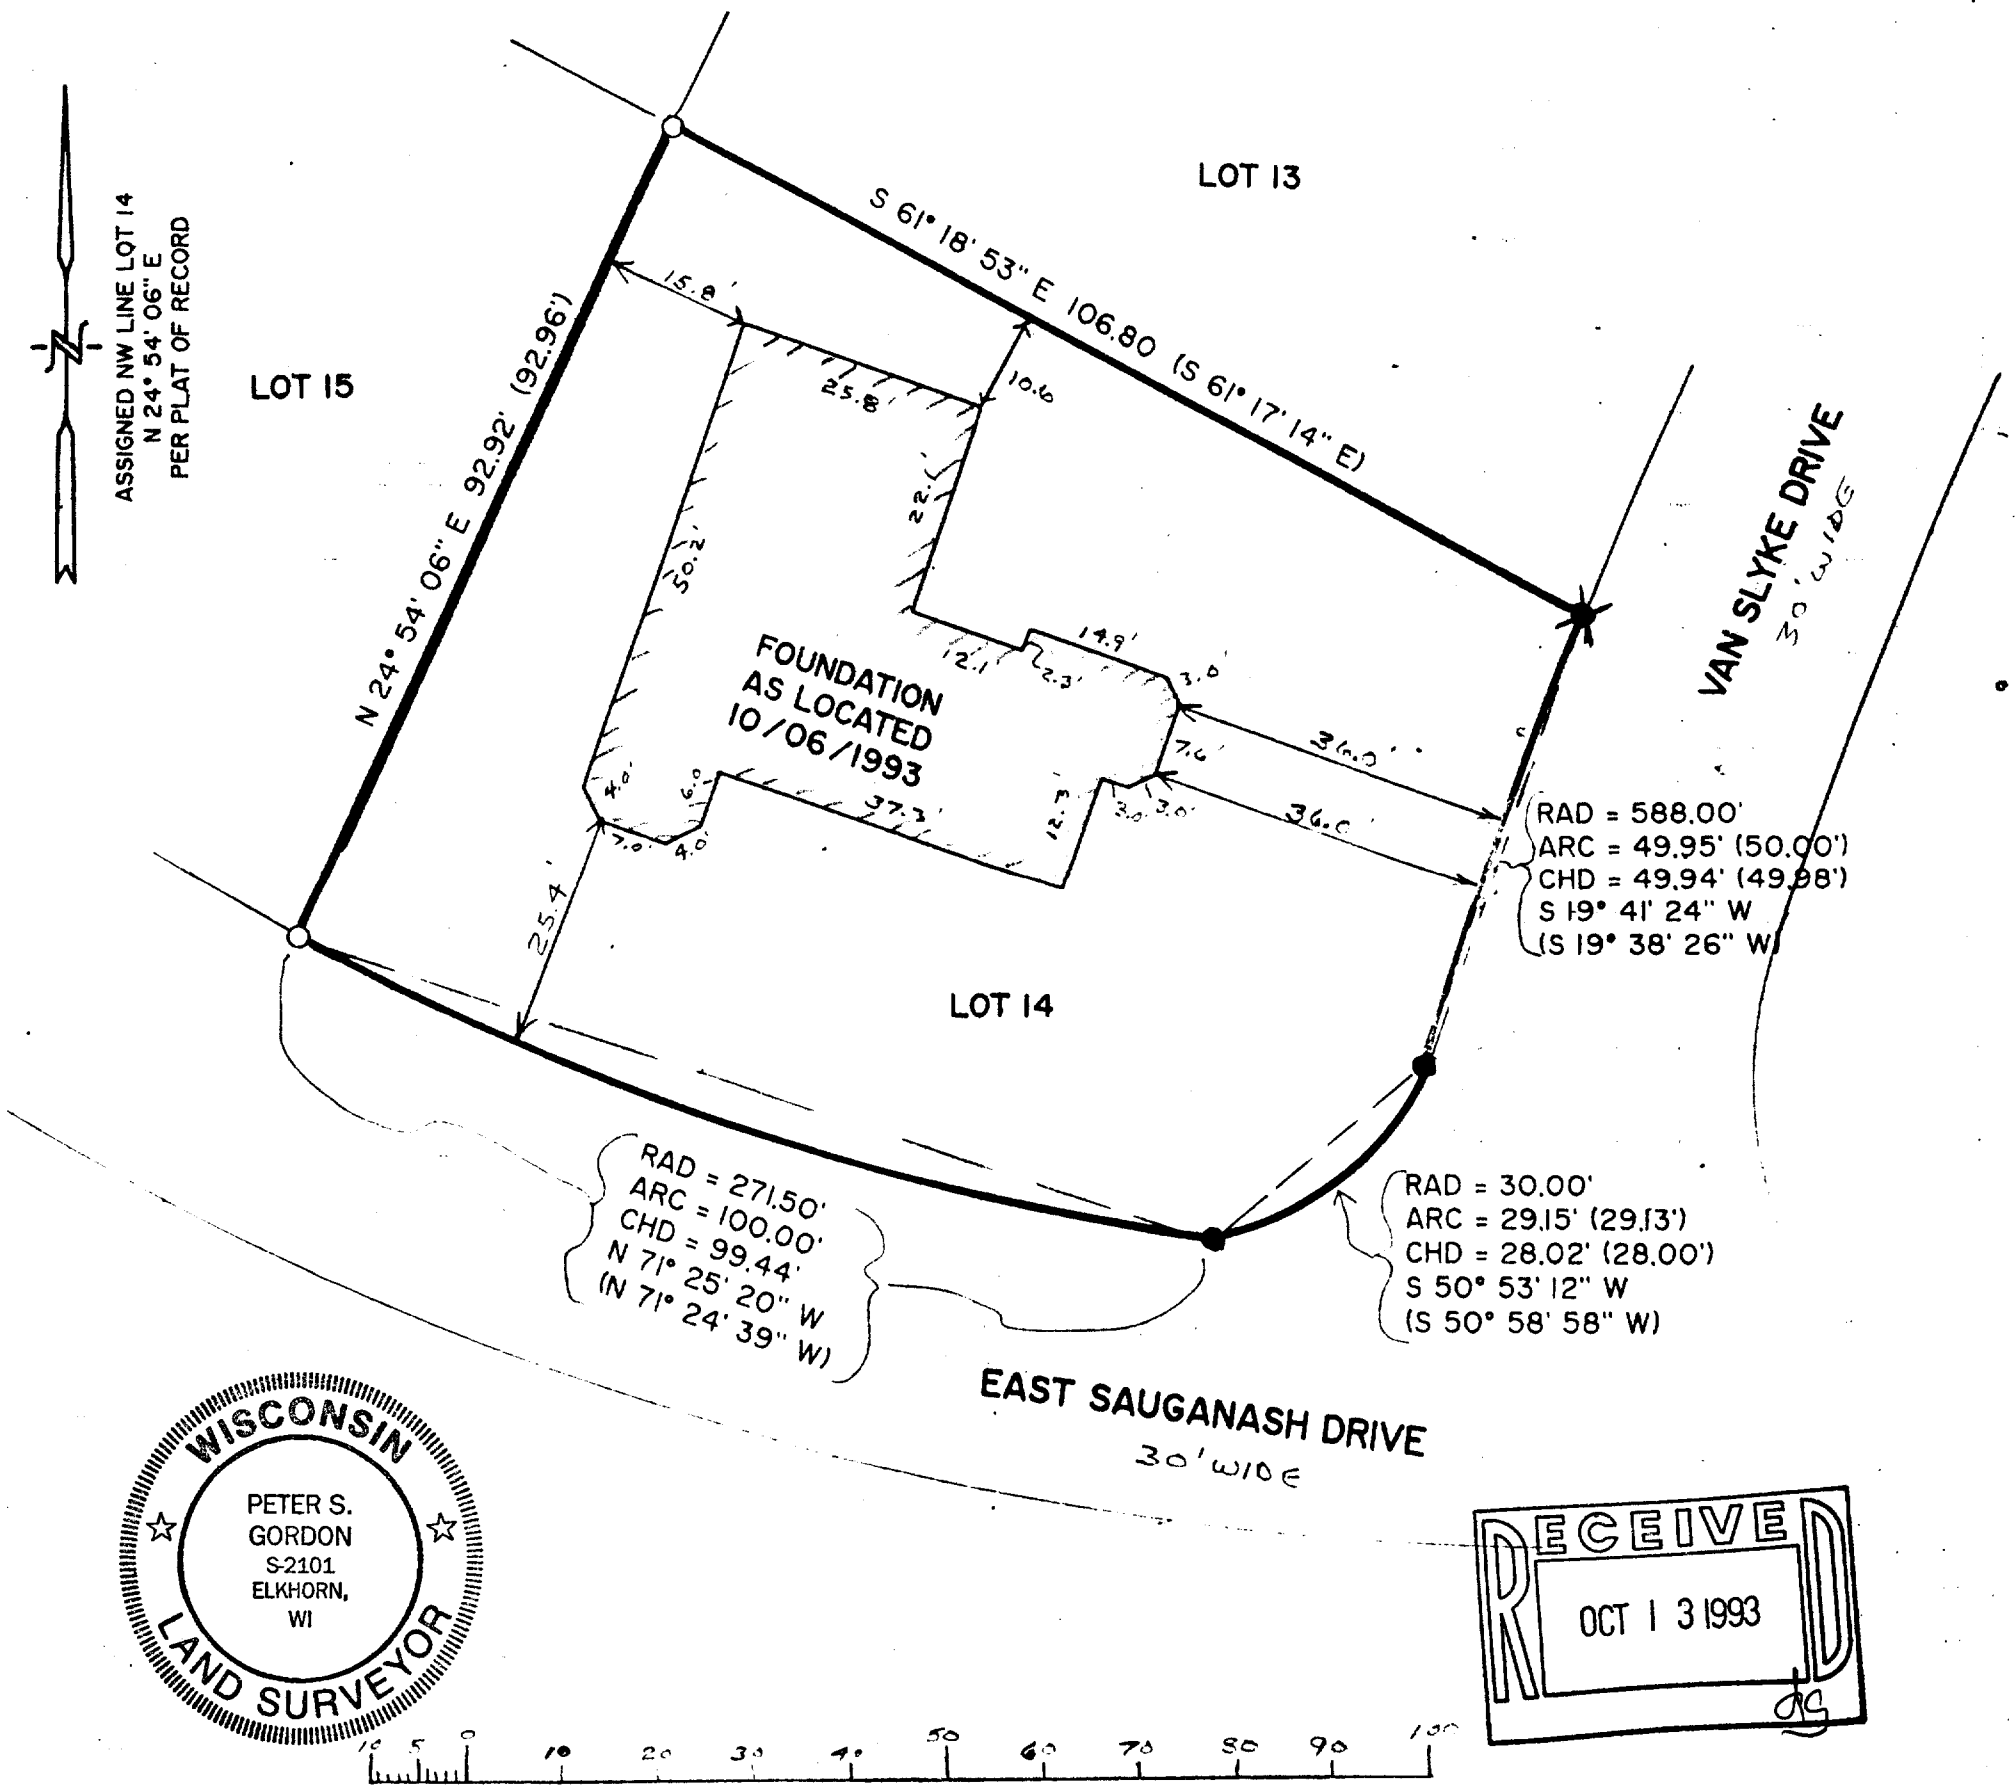 ASSIGNED NW LINE LOT 14
N 24° 54' 06" E
PER PLAT OF RECORD
LOT 13
LOT 15
S 61° 18' 53" E 106.80 (S 61° 17' 14" E)
N 24° 54' 06" E 92.92' (92.96')
15.8'
25.8'
10.6
22.1
50.2'
12.1'
2.3'
14.9'
3.0'
7.6'
36.0'
36.0'
FOUNDATION
AS LOCATED
10/06/1993
4.0'
6.0
37.3'
12.3'
3.0'
3.0'
7.0'
4.0'
25.4'
VAN SLYKE DRIVE
30' WIDE
RAD = 588.00'
ARC = 49.95' (50.00')
CHD = 49.94' (49.98')
S 19° 41' 24" W
(S 19° 38' 26" W)
LOT 14
RAD = 271.50'
ARC = 100.00'
CHD = 99.44'
N 71° 25' 20" W
(N 71° 24' 39" W)
RAD = 30.00'
ARC = 29.15' (29.13')
CHD = 28.02' (28.00')
S 50° 53' 12" W
(S 50° 58' 58" W)
EAST SAUGANASH DRIVE
30' WIDE
WISCONSIN
PETER S.
GORDON
S-2101
ELKHORN,
WI
LAND SURVEYOR
RECEIVED
OCT 13 1993
10 5 0 10 20 30 40 50 60 70 80 90 100